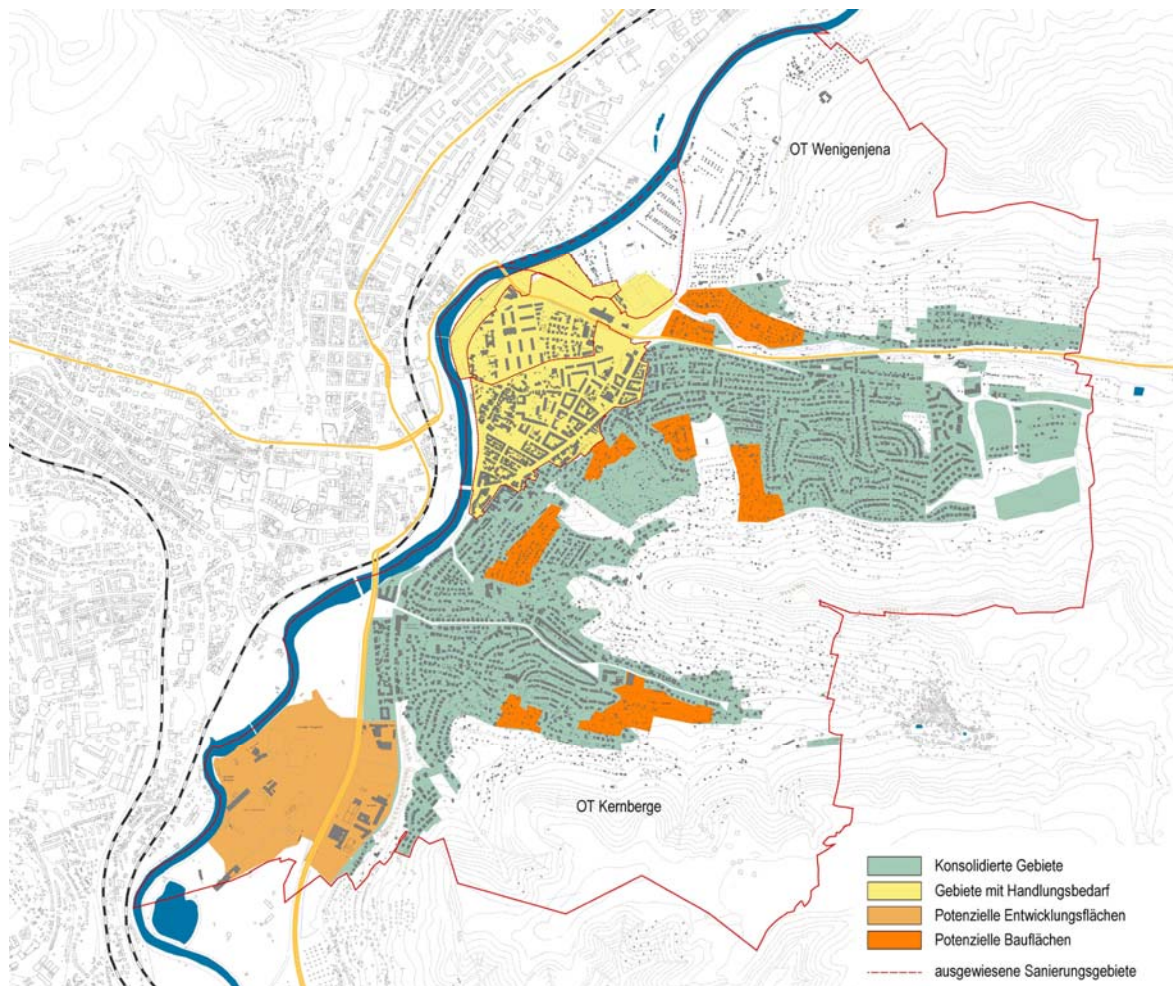 OT Wenigenjena
OT Kernberge
Konsolidierte Gebiete
Gebiete mit Handlungsbedarf
Potenzielle Entwicklungsflächen
Potenzielle Bauflächen
ausgewiesene Sanierungsgebiete